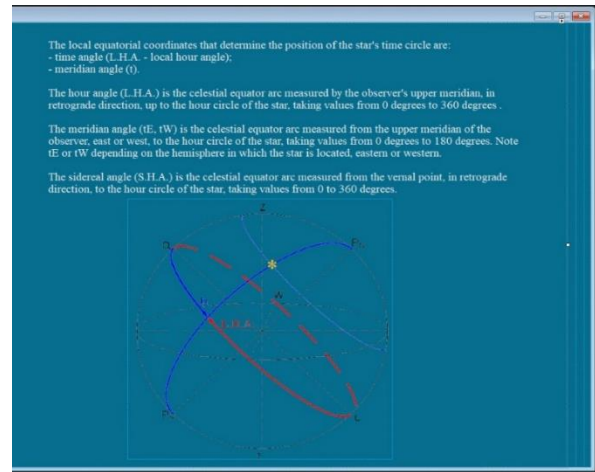 The local equatorial coordinates that determine the position of the star's time circle are:
- time angle (L.H.A. - local hour angle);
- meridian angle (t).
The hour angle (L.H.A.) is the celestial equator arc measured by the observer's upper meridian, in
retrograde direction, up to the hour circle of the star, taking values from 0 degrees to 360 degrees .
The meridian angle (tE, tW) is the celestial equator arc measured from the upper meridian of the
observer, east or west, to the hour circle of the star, taking values from 0 degrees to 180 degrees. Note
tE or tW depending on the hemisphere in which the star is located, eastern or western.
The sidereal angle (S.H.A.) is the celestial equator arc measured from the vernal point, in retrograde
direction, to the hour circle of the star, taking values from 0 to 360 degrees.
Z